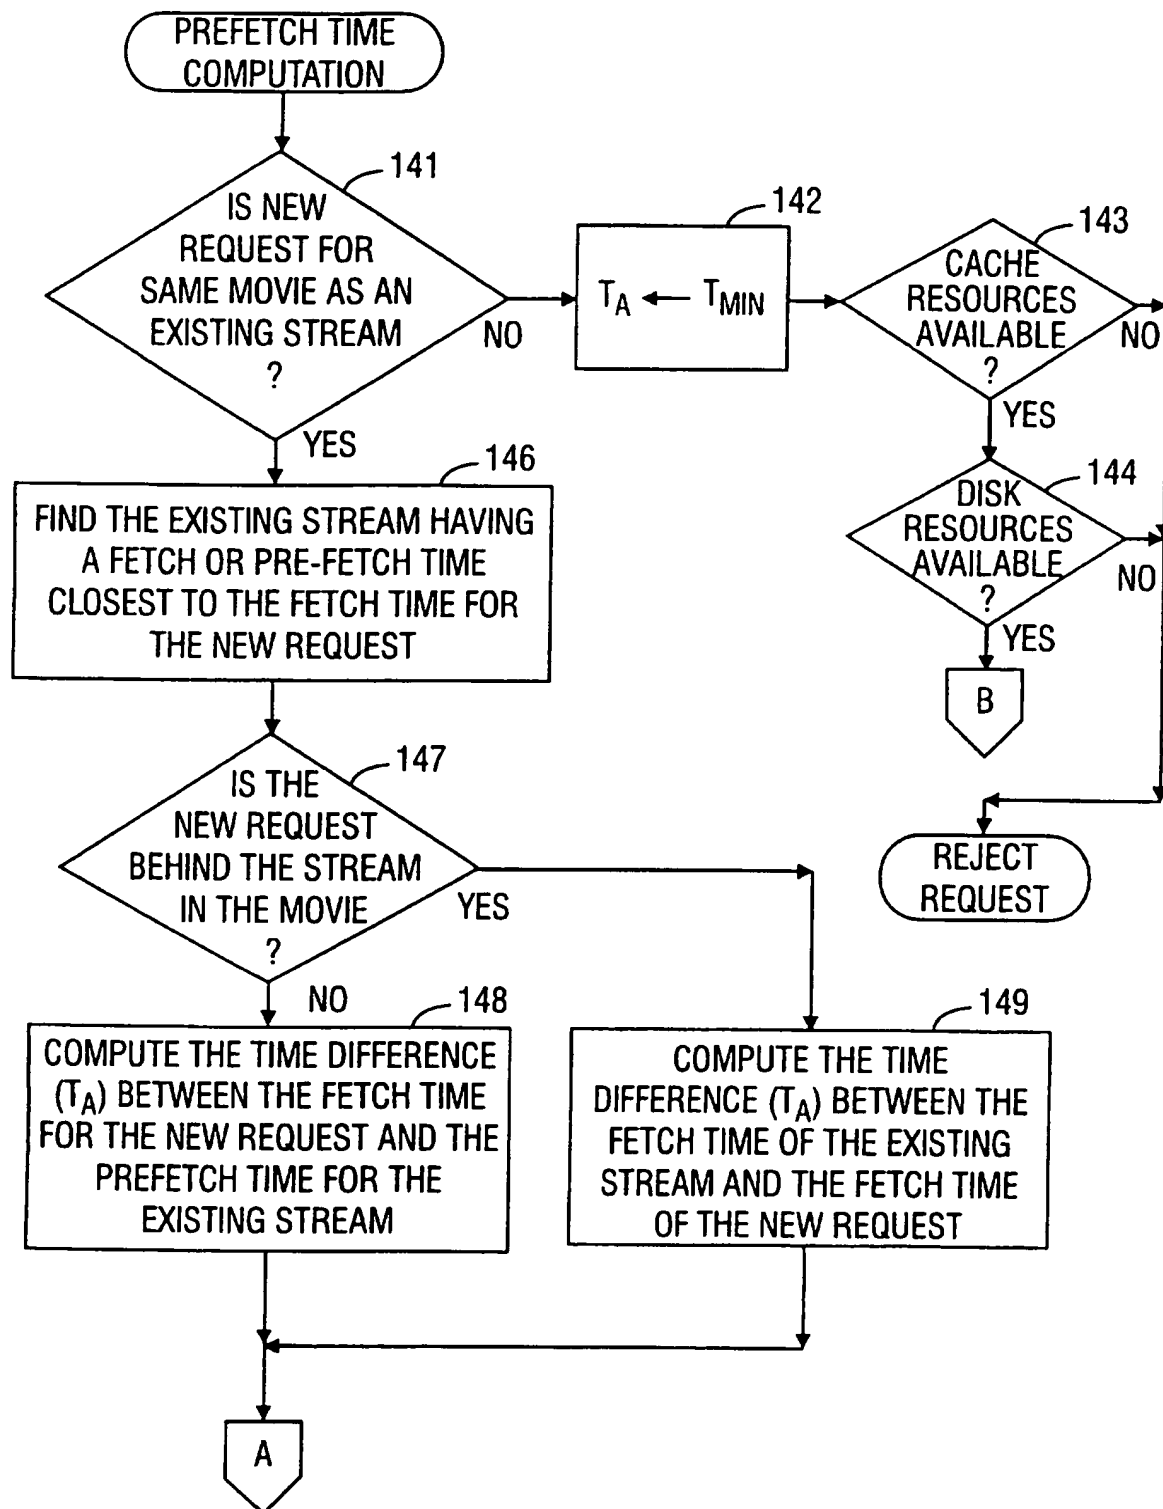 PREFETCH TIME
COMPUTATION
141
IS NEW
REQUEST FOR
SAME MOVIE AS AN
EXISTING STREAM
?
NO
YES
142
T_A ← T_MIN
143
CACHE
RESOURCES
AVAILABLE
?
NO
YES
144
DISK
RESOURCES
AVAILABLE
?
NO
YES
B
REJECT
REQUEST
146
FIND THE EXISTING STREAM HAVING
A FETCH OR PRE-FETCH TIME
CLOSEST TO THE FETCH TIME FOR
THE NEW REQUEST
147
IS THE
NEW REQUEST
BEHIND THE STREAM
IN THE MOVIE
?
YES
NO
148
COMPUTE THE TIME DIFFERENCE
(T_A) BETWEEN THE FETCH TIME
FOR THE NEW REQUEST AND THE
PREFETCH TIME FOR THE
EXISTING STREAM
149
COMPUTE THE TIME
DIFFERENCE (T_A) BETWEEN THE
FETCH TIME OF THE EXISTING
STREAM AND THE FETCH TIME
OF THE NEW REQUEST
A